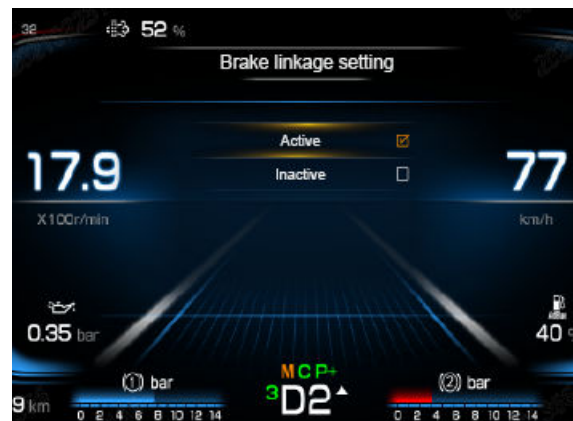 32
52 %
Brake linkage setting
Active
Inactive
17.9
X100r/min
77
km/h
0.35 bar
40
(1) bar
0 2 4 6 8 10 12 14
9 km
M C P+
3 D2
(2) bar
0 2 4 6 8 10 12 14